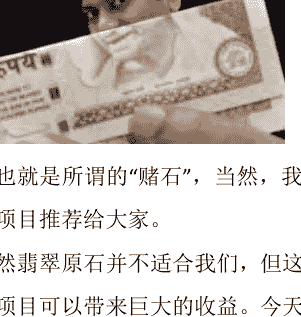 रुपये
也就是所谓的“赌石”，当然，我
项目推荐给大家。
然翡翠原石并不适合我们，但这
项目可以带来巨大的收益。今天